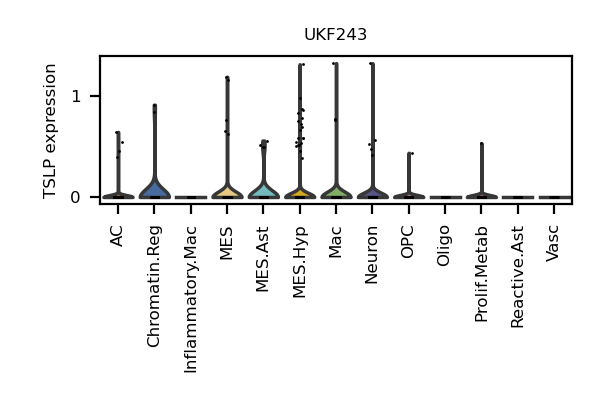 UKF243
TSLP expression
1
0
AC
Chromatin.Reg
Inflammatory.Mac
MES
MES.Ast
MES.Hyp
Mac
Neuron
OPC
Oligo
Prolif.Metab
Reactive.Ast
Vasc